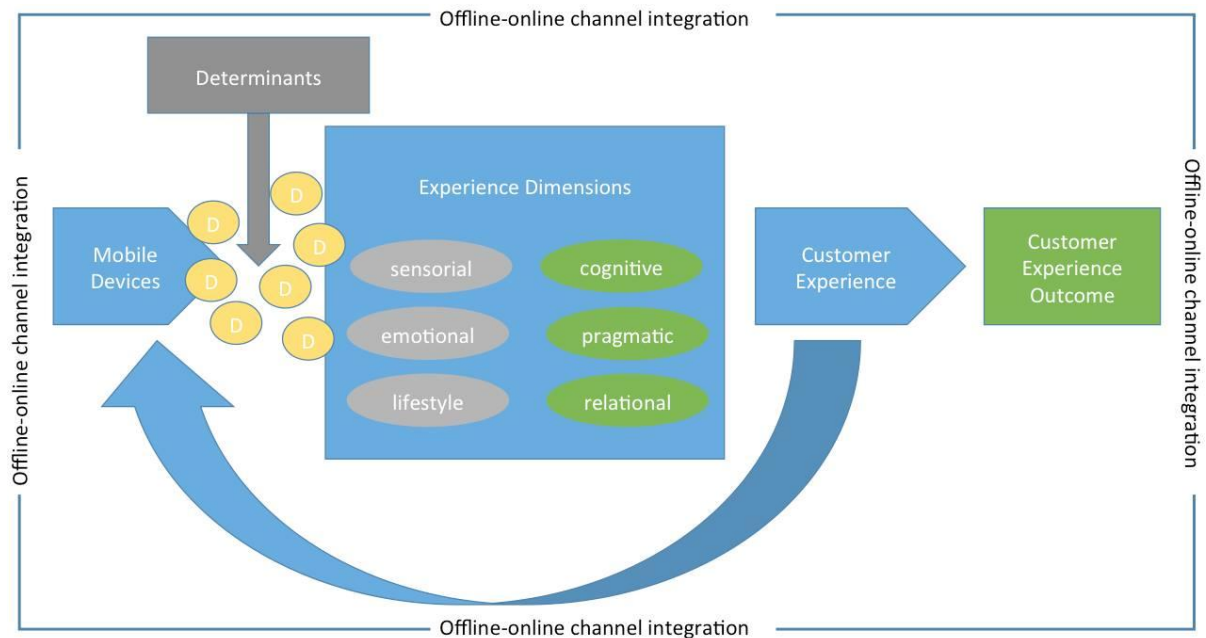 Offline-online channel integration
Determinants
Experience Dimensions
D
D
D
D
D
D
D
Mobile
Devices
sensorial
cognitive
emotional
pragmatic
lifestyle
relational
Customer
Experience
Customer
Experience
Outcome
Offline-online channel integration
Offline-online channel integration
Offline-online channel integration